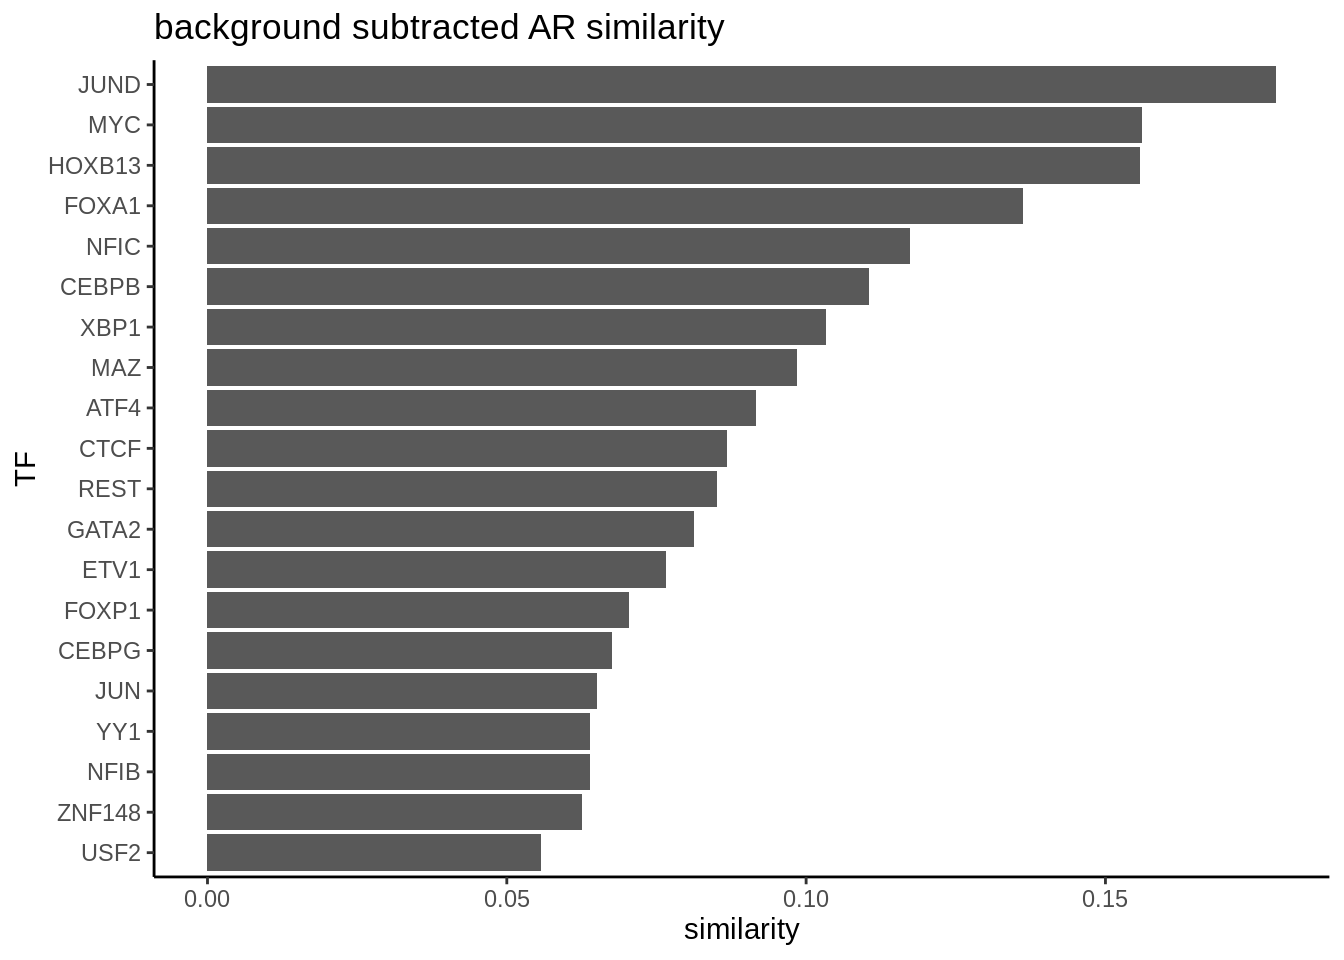 background subtracted AR similarity
JUND
MYC
HOXB13
FOXA1
NFIC
CEBPB
XBP1
MAZ
ATF4
CTCF
REST
GATA2
ETV1
FOXP1
CEBPG
JUN
YY1
NFIB
ZNF148
USF2
TF
0.00 0.05 0.10 0.15
similarity